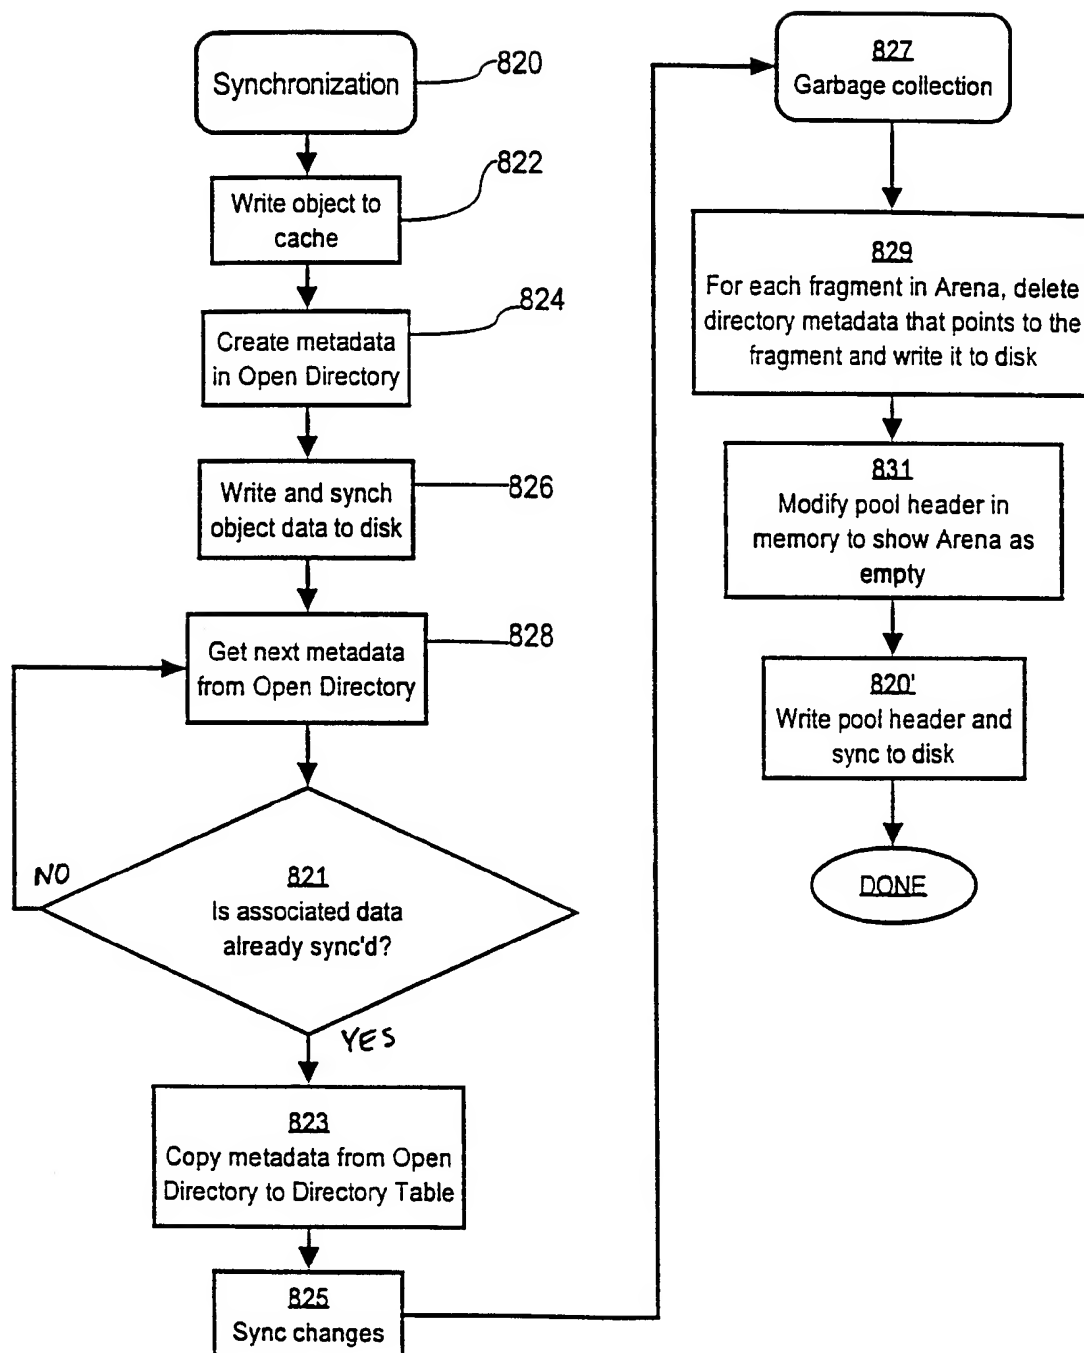 Synchronization
820
Write object to
cache
822
Create metadata
in Open Directory
824
Write and synch
object data to disk
826
Get next metadata
from Open Directory
828
821
Is associated data
already sync'd?
NO
YES
823
Copy metadata from Open
Directory to Directory Table
825
Sync changes
827
Garbage collection
829
For each fragment in Arena, delete
directory metadata that points to the
fragment and write it to disk
831
Modify pool header in
memory to show Arena as
empty
820'
Write pool header and
sync to disk
DONE